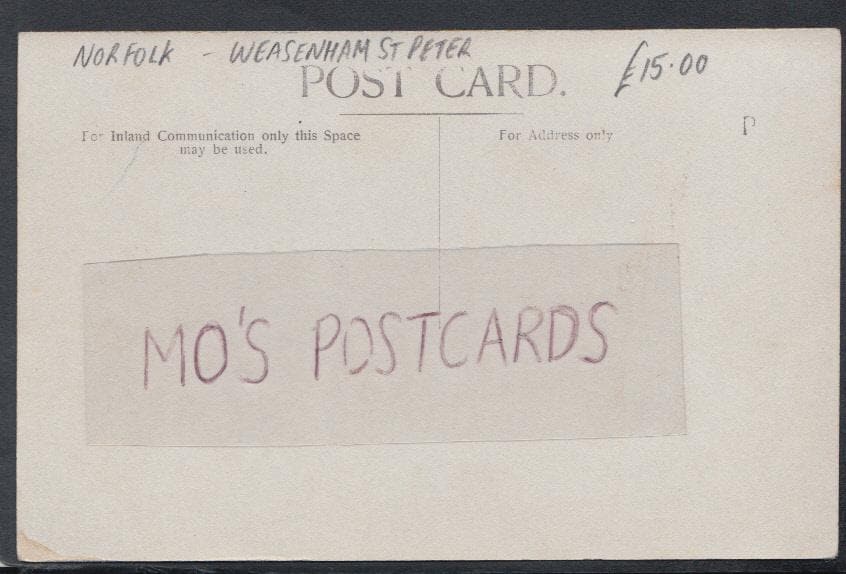 NORFOLK - WEASENHAM ST PETER
£15.00
POST CARD.
For Inland Communication only this Space
may be used.
For Address only
P
MO'S POSTCARDS